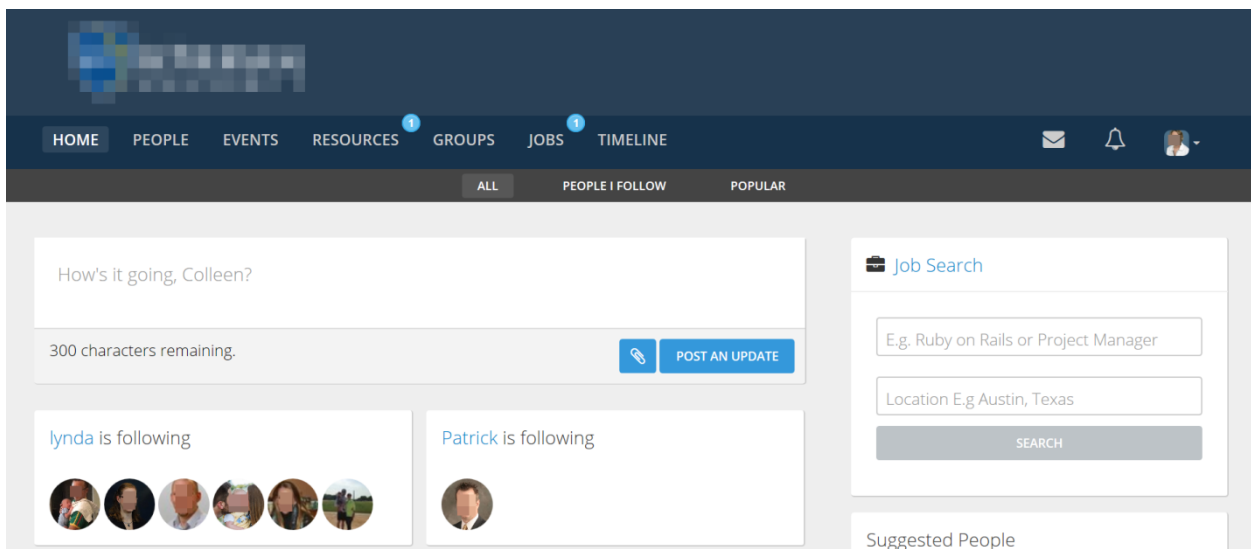 HOME PEOPLE EVENTS RESOURCES 1 GROUPS JOBS 1 TIMELINE
ALL PEOPLE I FOLLOW POPULAR
How's it going, Colleen?
300 characters remaining.
POST AN UPDATE
lynda is following
Patrick is following
Job Search
E.g. Ruby on Rails or Project Manager
Location E.g Austin, Texas
SEARCH
Suggested People